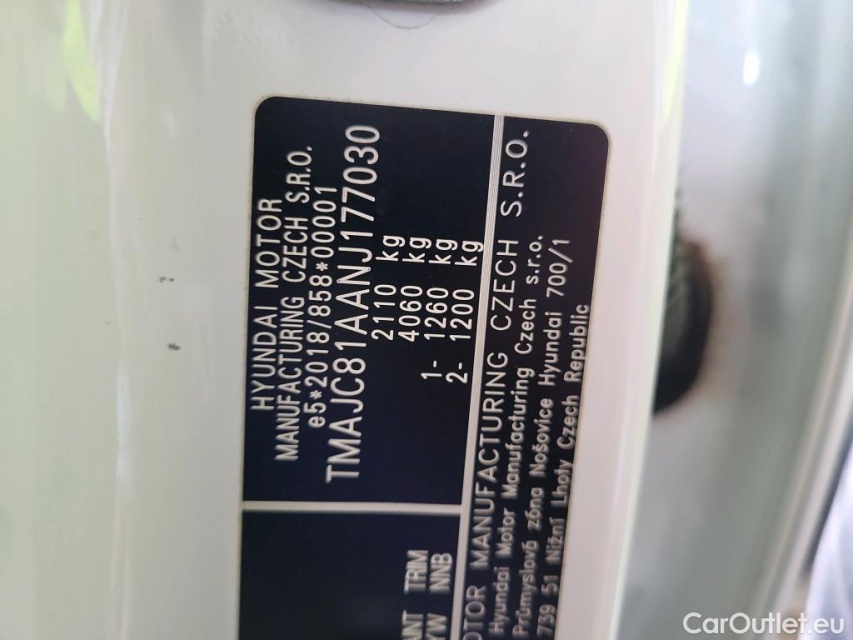 HYUNDAI MOTOR
MANUFACTURING CZECH S.R.O.
e5*2018/858*00001
TMAJC81AANJ177030
2110 kg
4060 kg
1- 1260 kg
2- 1200 kg
TRIM
NNB
MANUFACTURING CZECH S.R.O.
Hyundai Motor Manufacturing Czech s.r.o.
Průmyslová zóna Nošovice Hyundai 700/1
739 51 Nižní Lhoty Czech Republic
CarOutlet.eu